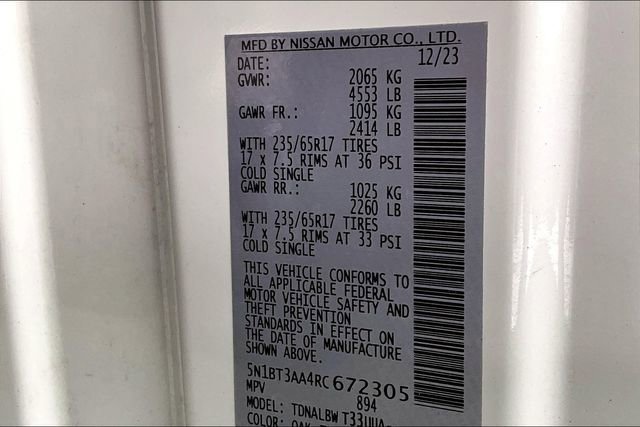 MFD BY NISSAN MOTOR CO., LTD.
DATE: 12/23
GVWR: 2065 KG
4553 LB
GAWR FR.: 1095 KG
2414 LB
WITH 235/65R17 TIRES
17 x 7.5 RIMS AT 36 PSI
COLD SINGLE
GAWR RR.: 1025 KG
2260 LB
WITH 235/65R17 TIRES
17 x 7.5 RIMS AT 33 PSI
COLD SINGLE
THIS VEHICLE CONFORMS TO
ALL APPLICABLE FEDERAL
MOTOR VEHICLE SAFETY AND
THEFT PREVENTION
STANDARDS IN EFFECT ON
THE DATE OF MANUFACTURE
SHOWN ABOVE.
5N1BT3AA4RC672305
MPV 894
MODEL: TDNALBW
COLOR: